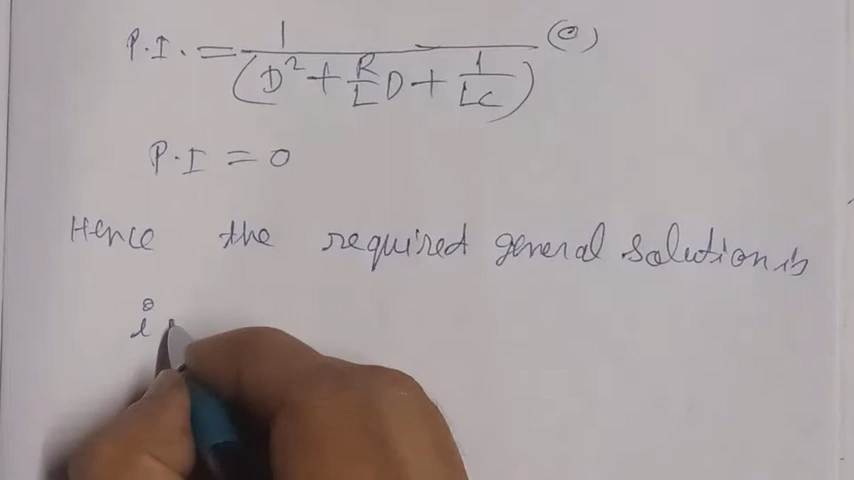 P.I. = 1/(D² + R/L D + 1/LC) (0)
P.I = 0
Hence the required general solution is
i